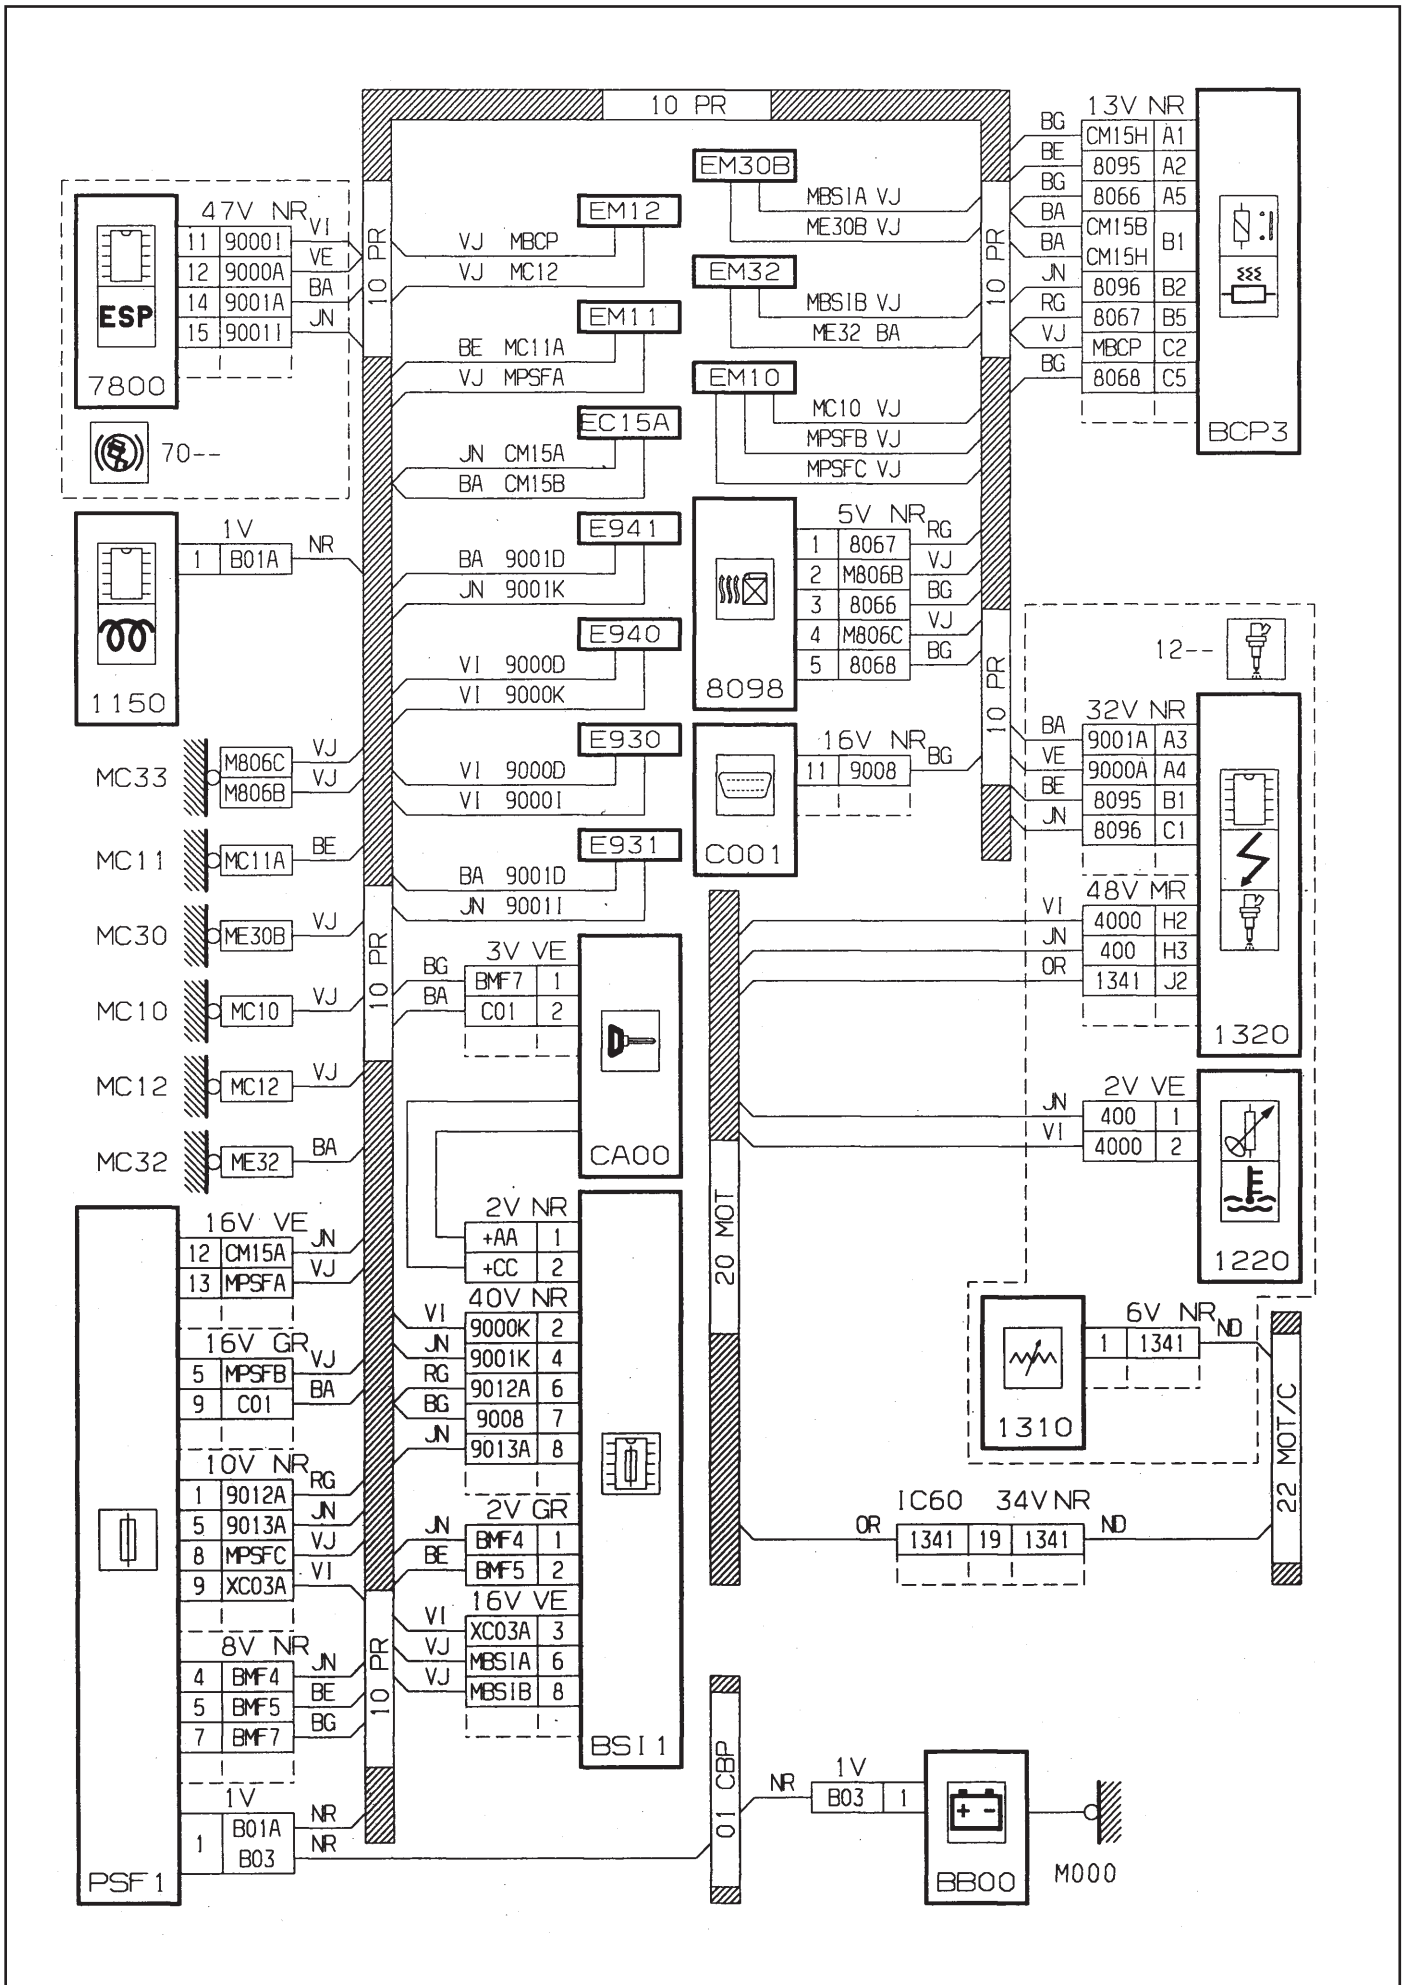 10 PR
47V NR
11 9000I VI
12 9000A VE
14 9001A BA
15 9001I JN
ESP
7800
70--
1V
1 B01A NR
1150
MC33
M806C VJ
M806B VJ
MC11 MC11A BE
MC30 ME30B VJ
MC10 MC10 VJ
MC12 MC12 VJ
MC32 ME32 BA
16V VE
12 CM15A JN
13 MPSFA VJ
16V GR
5 MPSFB VJ
9 C01 BA
10V NR
1 9012A RG
5 9013A JN
8 MPSFC VJ
9 XC03A VI
8V NR
4 BMF4 JN
5 BMF5 BE
7 BMF7 BG
1V
1 B01A NR
B03 NR
PSF1
10 PR
10 PR
10 PR
EM12
VJ MBCP
VJ MC12
EM11
BE MC11A
VJ MPSFA
EC15A
JN CM15A
BA CM15B
E941
BA 9001D
JN 9001K
E940
VI 9000D
VI 9000K
E930
VI 9000D
VI 9000I
E931
BA 9001D
JN 9001I
3V VE
BG BMF7 1
BA C01 2
CA00
2V NR
+AA 1
+CC 2
40V NR
VI 9000K 2
JN 9001K 4
RG 9012A 6
BG 9008 7
JN 9013A 8
2V GR
JN BMF4 1
BE BMF5 2
16V VE
VI XC03A 3
VJ MBSIA 6
VJ MBSIB 8
BSI1
EM30B
MBSIA VJ
ME30B VJ
EM32
MBSIB VJ
ME32 BA
EM10
MC10 VJ
MPSFB VJ
MPSFC VJ
5V NR
1 8067 RG
2 M806B VJ
3 8066 BG
4 M806C VJ
5 8068 BG
8098
16V NR
11 9008 BG
C001
10 PR
10 PR
13V NR
BG CM15H A1
BE 8095 A2
BG 8066 A5
BA CM15B B1
BA CM15H
JN 8096 B2
RG 8067 B5
VJ MBCP C2
BG 8068 C5
BCP3
12--
32V NR
BA 9001A A3
VE 9000A A4
BE 8095 B1
JN 8096 C1
48V MR
VI 4000 H2
JN 400 H3
OR 1341 J2
1320
2V VE
JN 400 1
VI 4000 2
1220
20 MOT
6V NR
1 1341 ND
1310
22 MOT/C
IC60 34V NR
OR 1341 19 1341 ND
01 CBP
1V
NR B03 1
+ -
BB00
M000